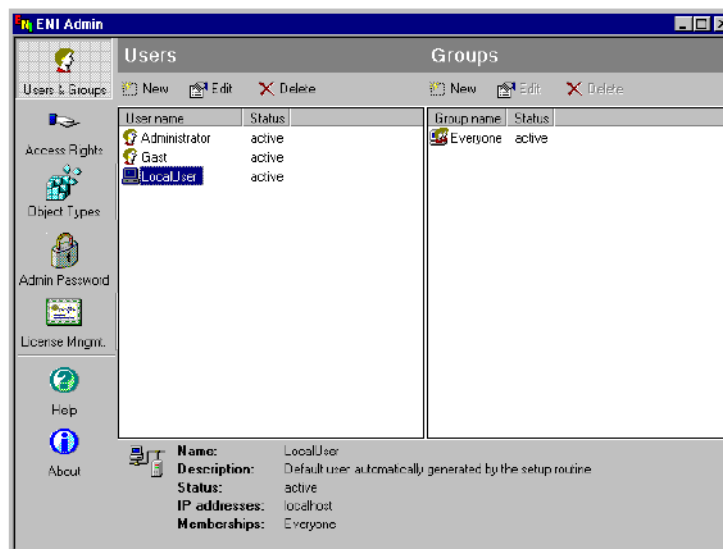 ENI Admin
Users & Groups
Access Rights
Object Types
Admin Password
License Mngmt.
Help
About
Users
New Edit Delete
User name Status
Administrator active
Gast active
LocalUser active
Groups
New Edit Delete
Group name Status
Everyone active
Name: LocalUser
Description: Default user automatically generated by the setup routine
Status: active
IP addresses: localhost
Memberships: Everyone